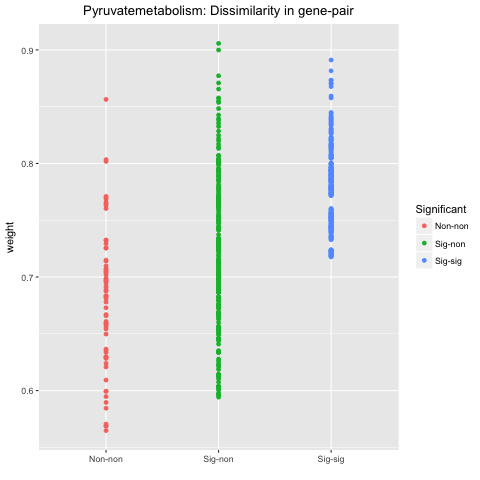 Pyruvatemetabolism: Dissimilarity in gene-pair
0.9
0.8
0.7
0.6
weight
Non-non
Sig-non
Sig-sig
Significant
Non-non
Sig-non
Sig-sig